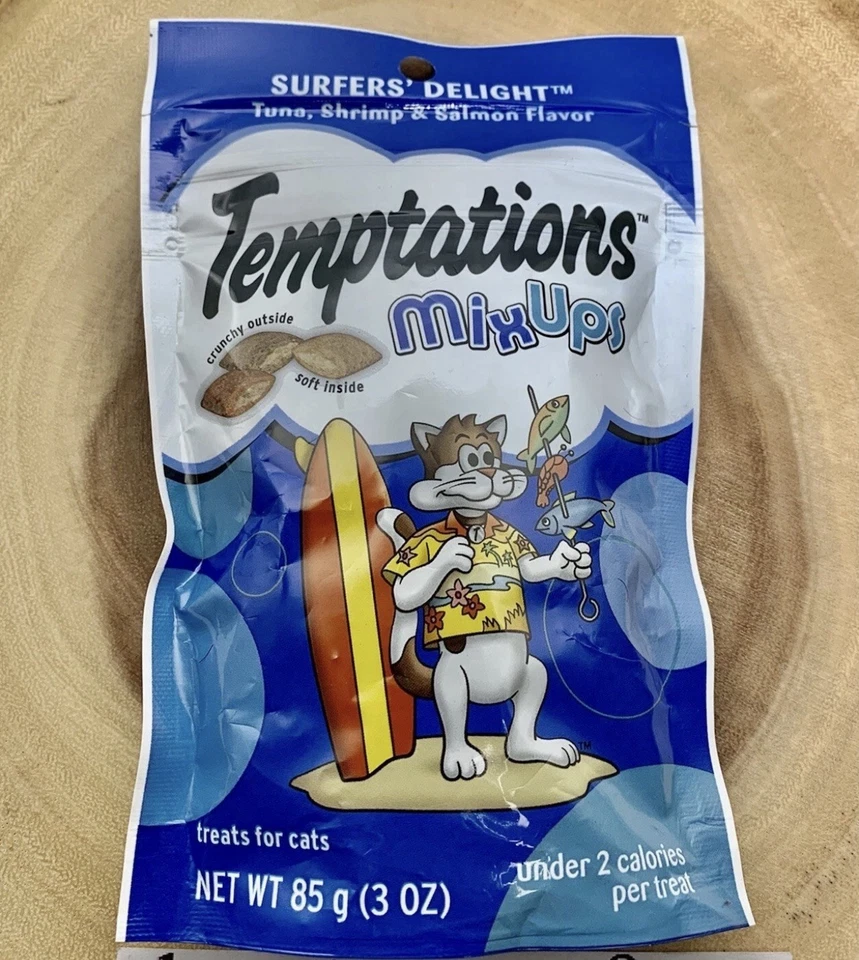 SURFERS' DELIGHT™
Tuna, Shrimp & Salmon Flavor
Temptations™
MixUps
crunchy outside
soft inside
TM
treats for cats
NET WT 85 g (3 OZ)
under 2 calories
per treat